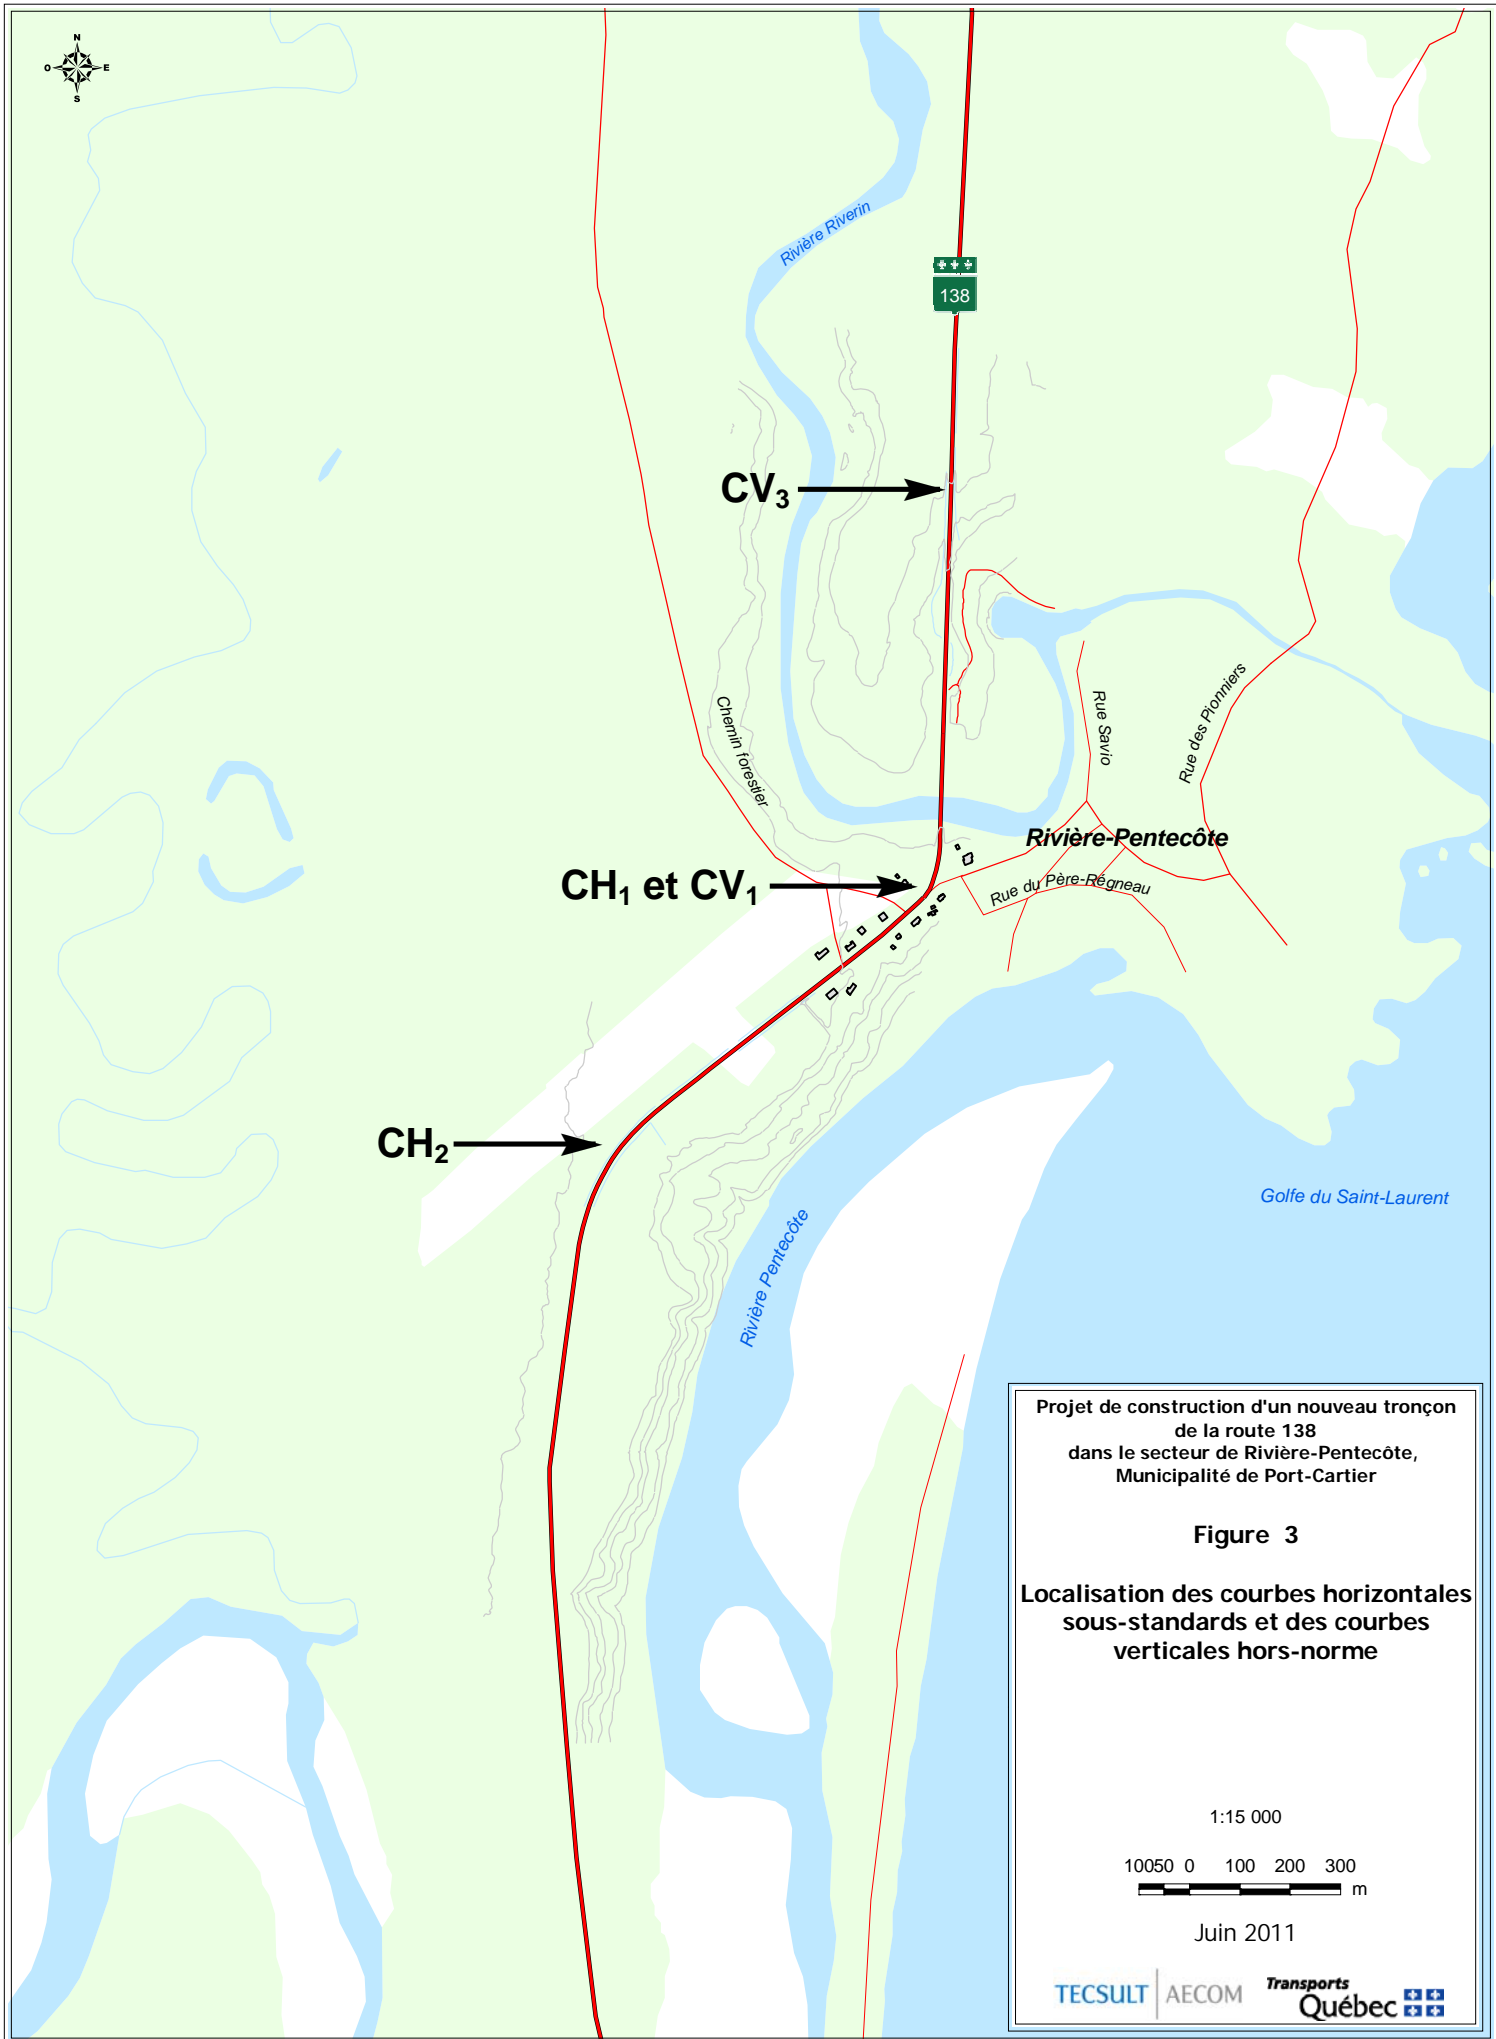 N
O E
S
Rivière Riverin
138
CV3
Chemin forestier
Rue Savio
Rue des Pionniers
Rivière-Pentecôte
CH1 et CV1
Rue du Père-Régneau
CH2
Golfe du Saint-Laurent
Rivière Pentecôte
Projet de construction d'un nouveau tronçon
de la route 138
dans le secteur de Rivière-Pentecôte,
Municipalité de Port-Cartier
Figure 3
Localisation des courbes horizontales
sous-standards et des courbes
verticales hors-norme
1:15 000
10050 0 100 200 300
m
Juin 2011
TECSULT AECOM
Transports
Québec